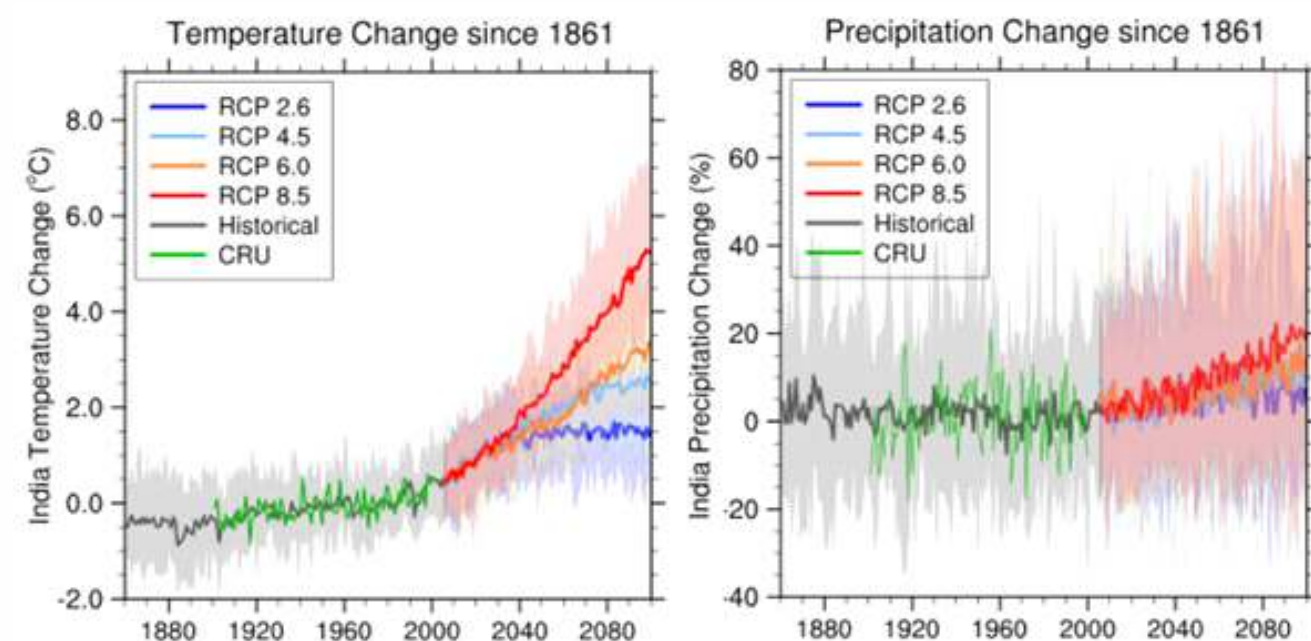 Temperature Change since 1861
India Temperature Change (°C)
8.0
6.0
4.0
2.0
0.0
-2.0
RCP 2.6
RCP 4.5
RCP 6.0
RCP 8.5
Historical
CRU
1880 1920 1960 2000 2040 2080
Precipitation Change since 1861
India Precipitation Change (%)
80
60
40
20
0
-20
-40
RCP 2.6
RCP 4.5
RCP 6.0
RCP 8.5
Historical
CRU
1880 1920 1960 2000 2040 2080